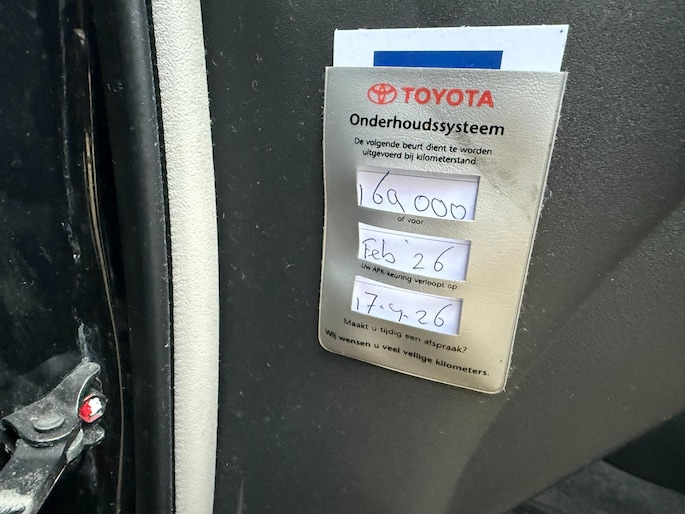 TOYOTA
Onderhoudssysteem
De volgende beurt dient te worden
uitgevoerd bij kilometerstand:
169 000
of voor
Feb '26
Uw APK-keuring verloopt op:
17-4-26
Maakt u tijdig een afspraak?
Wij wensen u veel veilige kilometers.